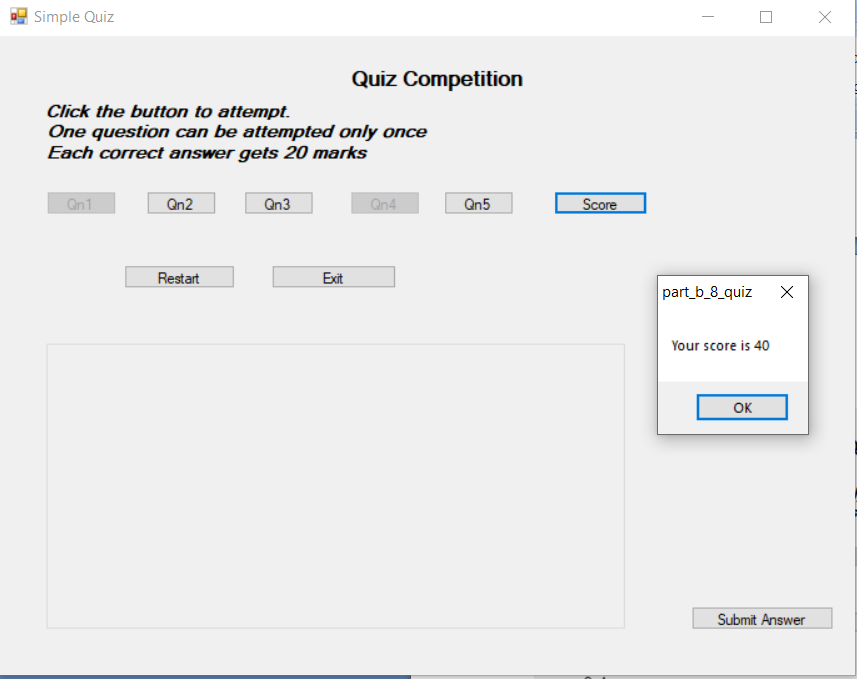 Simple Quiz
Quiz Competition
Click the button to attempt.
One question can be attempted only once
Each correct answer gets 20 marks
Qn1 Qn2 Qn3 Qn4 Qn5 Score
Restart Exit
part_b_8_quiz
Your score is 40
OK
Submit Answer